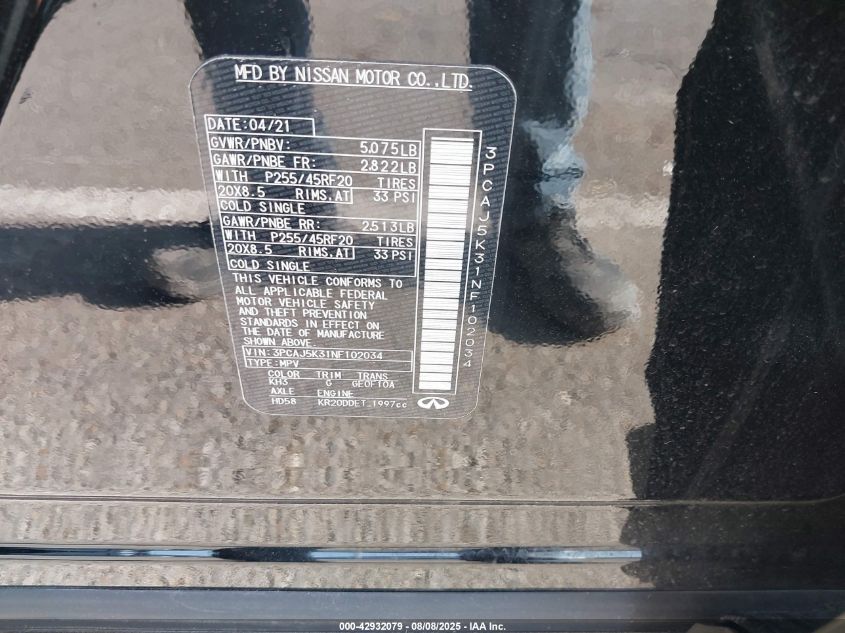 MFD BY NISSAN MOTOR CO.,LTD.
DATE:04/21
GVWR/PNBV: 5.075LB
GAWR/PNBE FR: 2.822LB
WITH P255/45RF20 TIRES
20X8.5 RIMS.AT 33 PSI
COLD SINGLE
GAWR/PNBE RR: 2.513LB
WITH P255/45RF20 TIRES
20X8.5 RIMS.AT 33 PSI
COLD SINGLE
THIS VEHICLE CONFORMS TO
ALL APPLICABLE FEDERAL
MOTOR VEHICLE SAFETY
AND THEFT PREVENTION
STANDARDS IN EFFECT ON
THE DATE OF MANUFACTURE
SHOWN ABOVE.
VIN:3PCAJ5K31NF102034
TYPE:MPV
COLOR TRIM TRANS
KH3 G GE0F10A
AXLE ENGINE
HD58 KR20DDET 1997cc
3PCAJ5K31NF102034
000-42932079 - 08/08/2025 - IAA Inc.